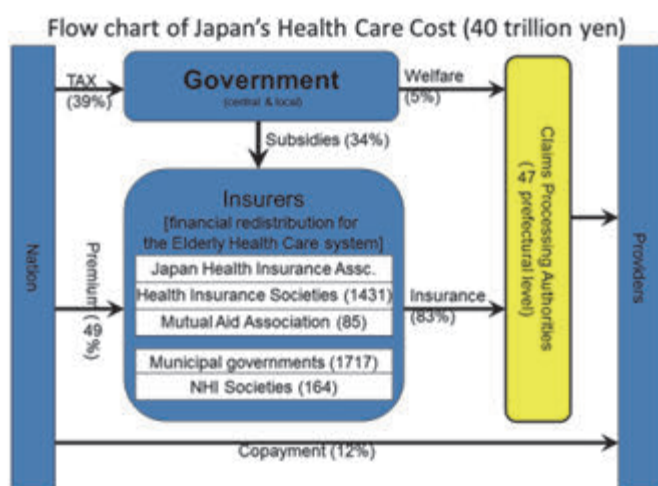 Flow chart of Japan's Health Care Cost (40 trillion yen)
TAX
(39%)
Government
(central & local)
Welfare
(5%)
Subsidies (34%)
Insurers
[financial redistribution for
the Elderly Health Care system]
Japan Health Insurance Assc.
Health Insurance Societies (1431)
Mutual Aid Association (85)
Municipal governments (1717)
NHI Societies (164)
Nation
Premium (
49
%)
Insurance
(83%)
Claims Processing Authorities
(47 prefectural level)
Providers
Copayment (12%)